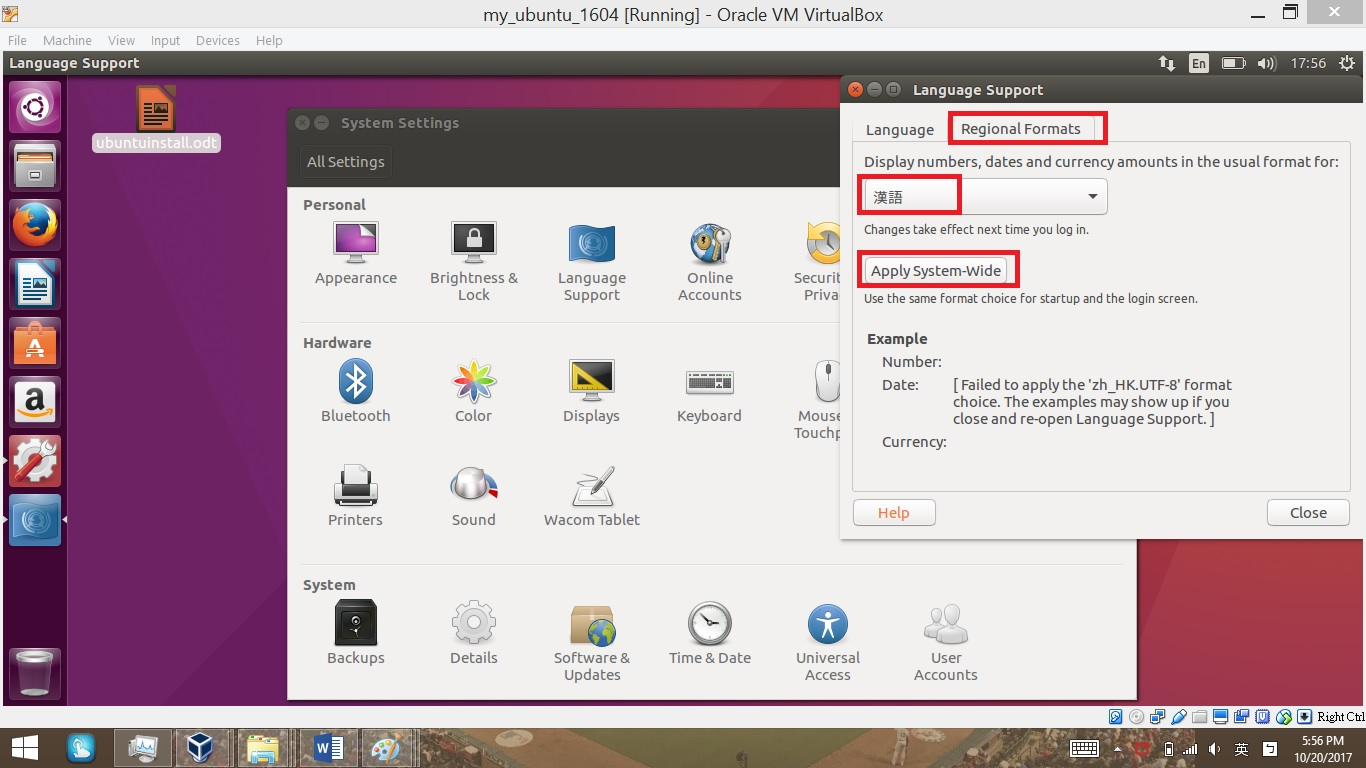 my_ubuntu_1604 [Running] - Oracle VM VirtualBox
File Machine View Input Devices Help
Language Support
En
17:56
ubuntuinstall.odt
System Settings
All Settings
Personal
Appearance
Brightness &
Lock
Language
Support
Online
Accounts
Securit
Priva
Hardware
Bluetooth
Color
Displays
Keyboard
Mouse
Touchp
Printers
Sound
Wacom Tablet
System
Backups
Details
Software &
Updates
Time & Date
Universal
Access
User
Accounts
Language Support
Language
Regional Formats
Display numbers, dates and currency amounts in the usual format for:
漢語
Changes take effect next time you log in.
Apply System-Wide
Use the same format choice for startup and the login screen.
Example
Number:
Date: [ Failed to apply the 'zh_HK.UTF-8' format
choice. The examples may show up if you
close and re-open Language Support. ]
Currency:
Help
Close
Right Ctrl
英
5:56 PM
10/20/2017